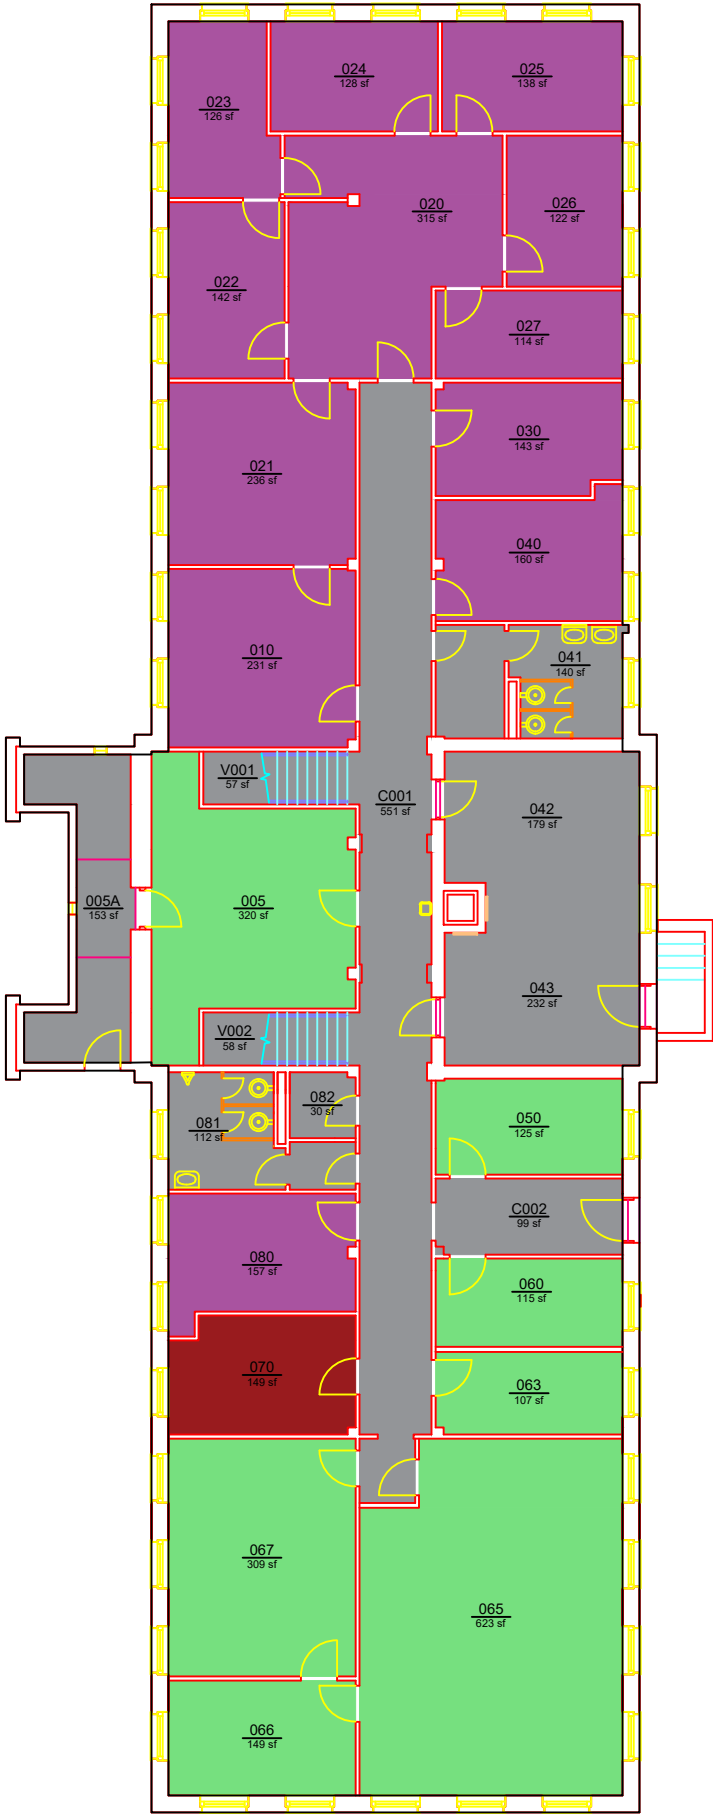 024
128 sf
025
138 sf
023
126 sf
020
315 sf
026
122 sf
022
142 sf
027
114 sf
030
143 sf
021
236 sf
040
160 sf
010
231 sf
041
140 sf
V001
57 sf
C001
551 sf
042
179 sf
005A
153 sf
005
320 sf
043
232 sf
V002
58 sf
082
30 sf
081
112 sf
050
125 sf
C002
99 sf
080
157 sf
060
115 sf
070
149 sf
063
107 sf
067
309 sf
065
623 sf
066
149 sf